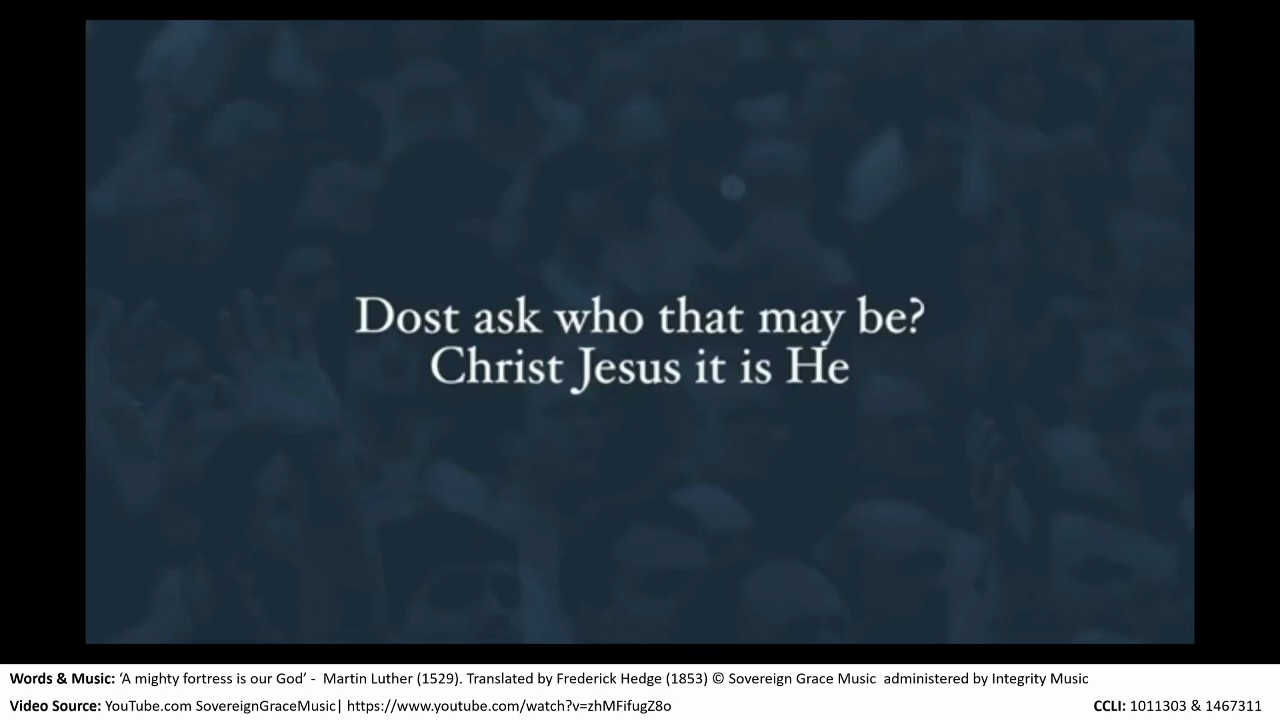 Dost ask who that may be?
Christ Jesus it is He
Words & Music: ‘A mighty fortress is our God’ - Martin Luther (1529). Translated by Frederick Hedge (1853) © Sovereign Grace Music administered by Integrity Music
Video Source: YouTube.com SovereignGraceMusic| https://www.youtube.com/watch?v=zhMFifugZ8o
CCLI: 1011303 & 1467311